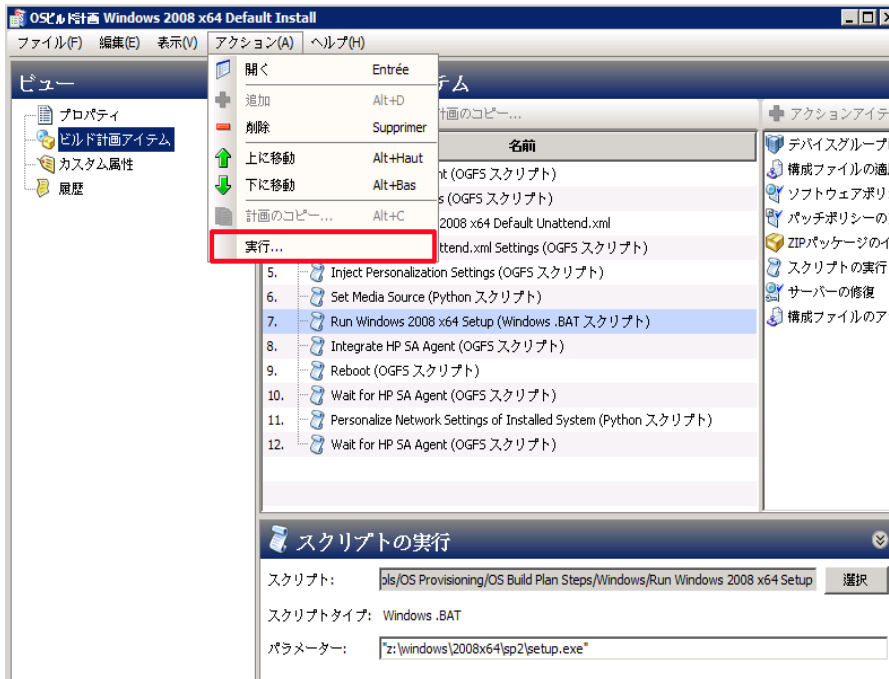 OSビルド計画 Windows 2008 x64 Default Install
ファイル(F) 編集(E) 表示(V) アクション(A) ヘルプ(H)
ビュー
プロパティ
ビルド計画アイテム
カスタム属性
履歴
開く Entrée
追加 Alt+D
削除 Supprimer
上に移動 Alt+Haut
下に移動 Alt+Bas
計画のコピー... Alt+C
実行...
テム
計画のコピー...
アクションアイテ
名前
nt (OGFS スクリプト)
s (OGFS スクリプト)
2008 x64 Default Unattend.xml
ttend.xml Settings (OGFS スクリプト)
5. Inject Personalization Settings (OGFS スクリプト)
6. Set Media Source (Python スクリプト)
7. Run Windows 2008 x64 Setup (Windows .BAT スクリプト)
8. Integrate HP SA Agent (OGFS スクリプト)
9. Reboot (OGFS スクリプト)
10. Wait for HP SA Agent (OGFS スクリプト)
11. Personalize Network Settings of Installed System (Python スクリプト)
12. Wait for HP SA Agent (OGFS スクリプト)
デバイスグループ
構成ファイルの適
ソフトウェアポリ
パッチポリシーの
ZIPパッケージのイ
スクリプトの実行
サーバーの修復
構成ファイルのア
スクリプトの実行
スクリプト: ols/OS Provisioning/OS Build Plan Steps/Windows/Run Windows 2008 x64 Setup 選択
スクリプトタイプ: Windows .BAT
パラメーター: "z:\windows\2008x64\sp2\setup.exe"